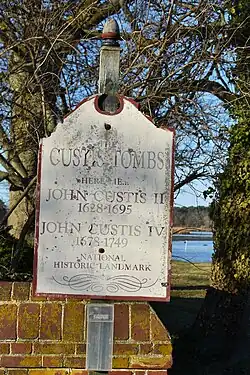 CUSTIS TOMBS
HERE LIE...
JOHN CUSTIS II
1628-1695
JOHN CUSTIS IV
1678-1749
NATIONAL
HISTORIC LANDMARK